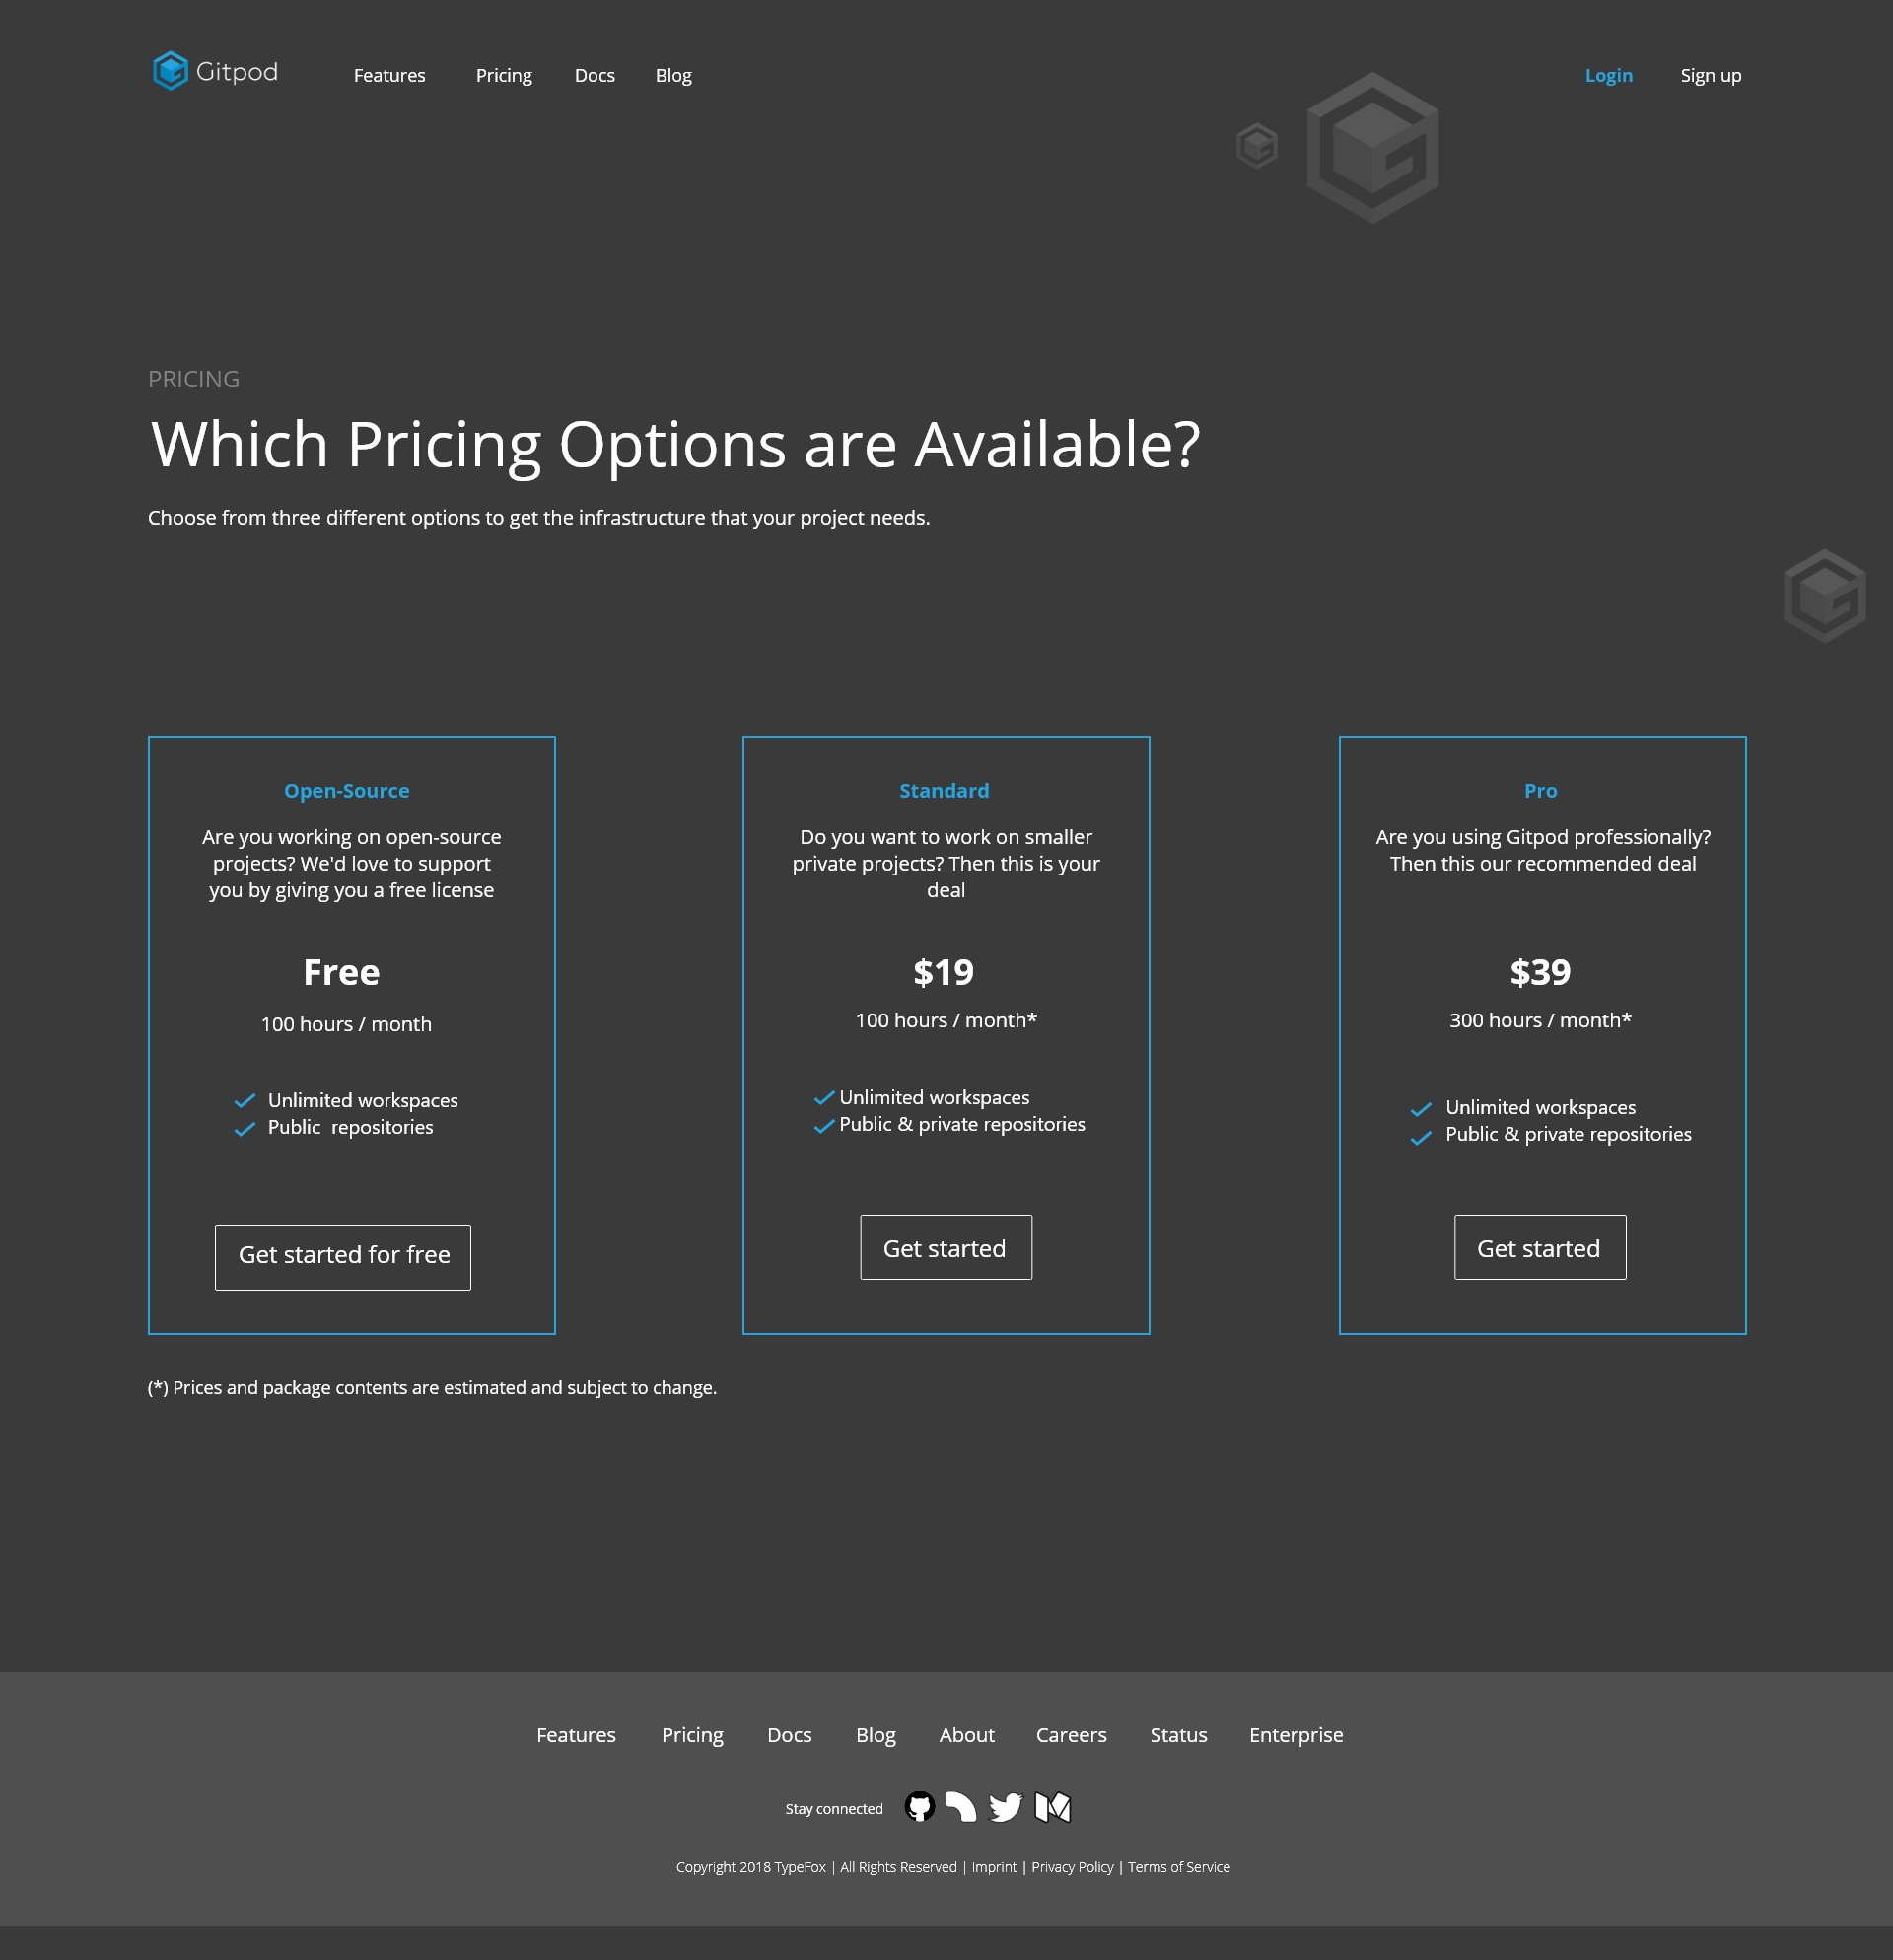 Gitpod
Features Pricing Docs Blog
Login Sign up
PRICING
Which Pricing Options are Available?
Choose from three different options to get the infrastructure that your project needs.
Open-Source
Are you working on open-source
projects? We'd love to support
you by giving you a free license
Free
100 hours / month
Unlimited workspaces
Public repositories
Get started for free
Standard
Do you want to work on smaller
private projects? Then this is your
deal
$19
100 hours / month*
Unlimited workspaces
Public & private repositories
Get started
Pro
Are you using Gitpod professionally?
Then this our recommended deal
$39
300 hours / month*
Unlimited workspaces
Public & private repositories
Get started
(*) Prices and package contents are estimated and subject to change.
Features Pricing Docs Blog About Careers Status Enterprise
Stay connected
Copyright 2018 TypeFox | All Rights Reserved | Imprint | Privacy Policy | Terms of Service